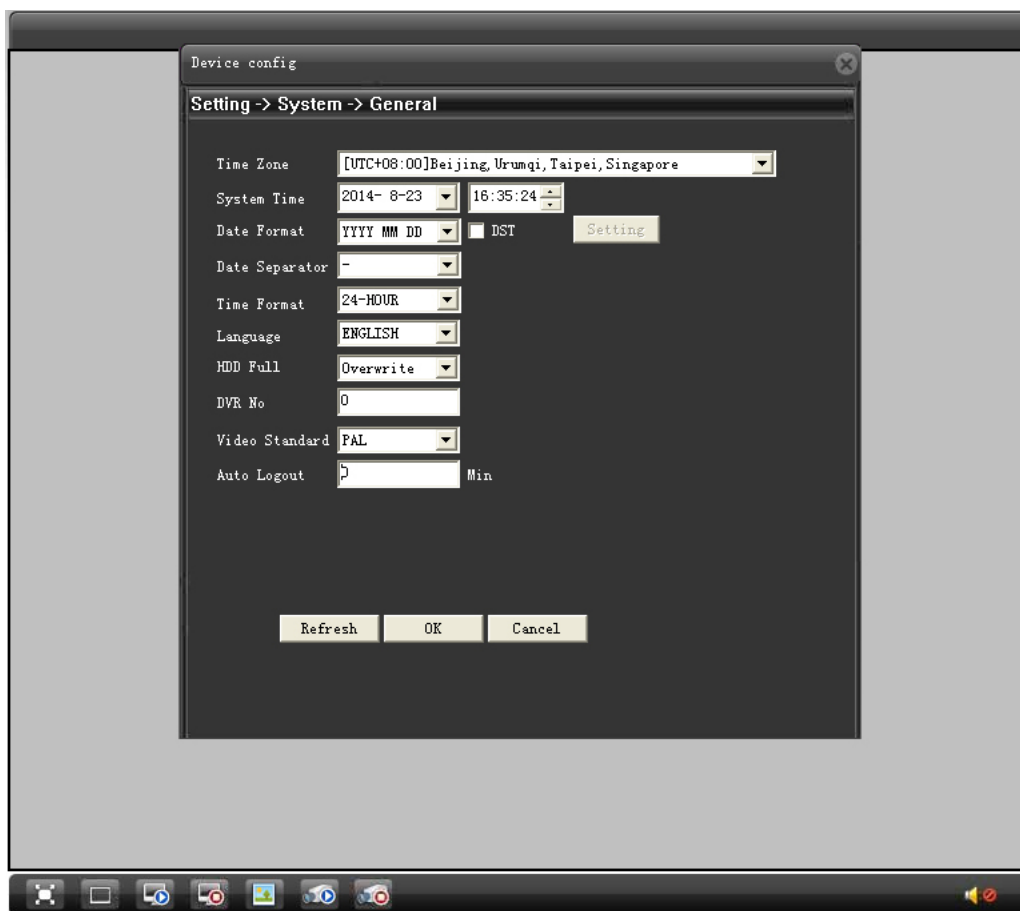 Device config
Setting -> System -> General
Time Zone [UTC+08:00]Beijing,Urumqi,Taipei,Singapore
System Time 2014- 8-23 16:35:24
Date Format YYYY MM DD DST Setting
Date Separator -
Time Format 24-HOUR
Language ENGLISH
HDD Full Overwrite
DVR No 0
Video Standard PAL
Auto Logout Min
Refresh OK Cancel